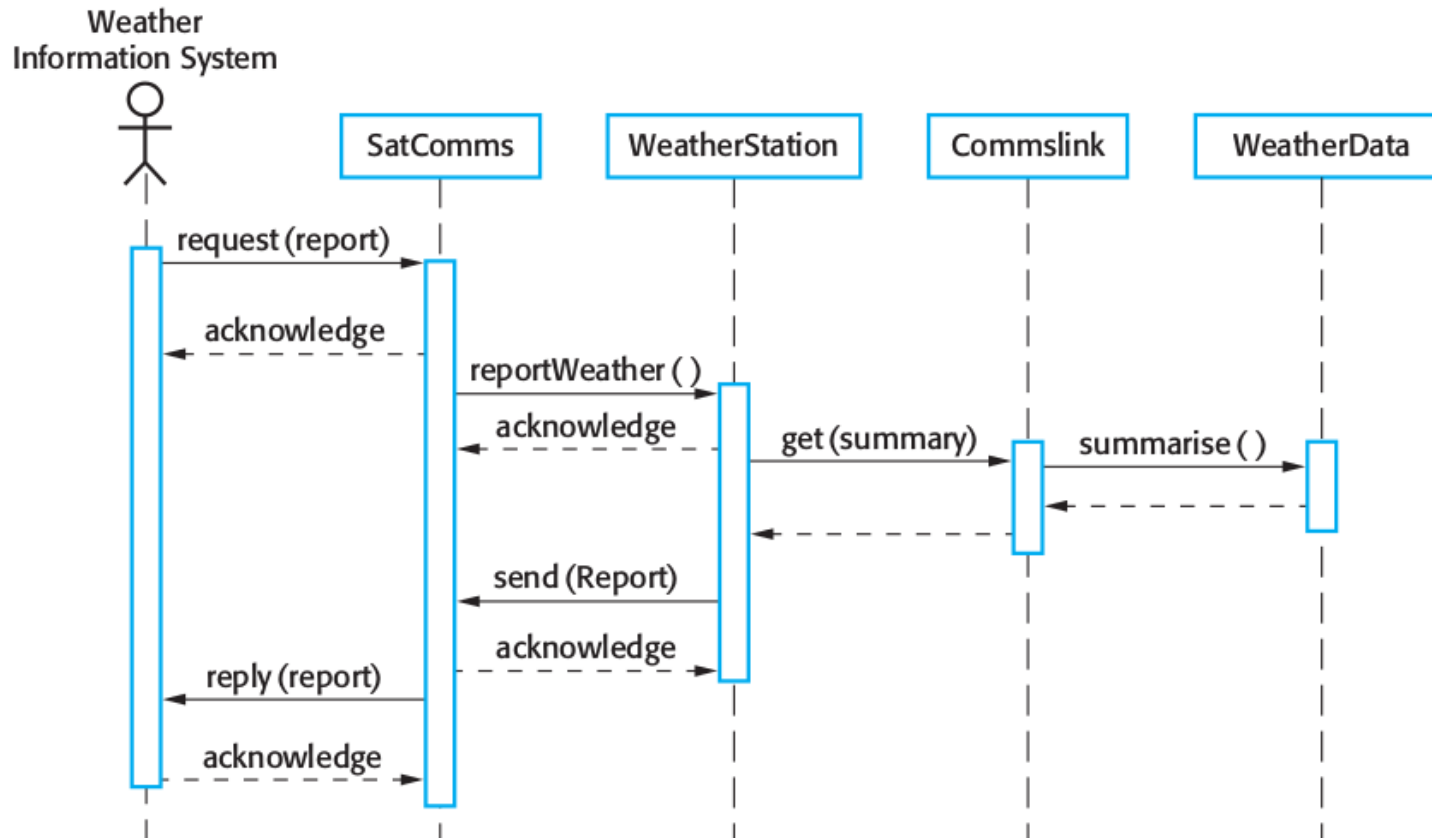 Weather
Information System
SatComms
WeatherStation
Commslink
WeatherData
request (report)
acknowledge
reportWeather ( )
acknowledge
get (summary)
summarise ( )
send (Report)
acknowledge
reply (report)
acknowledge